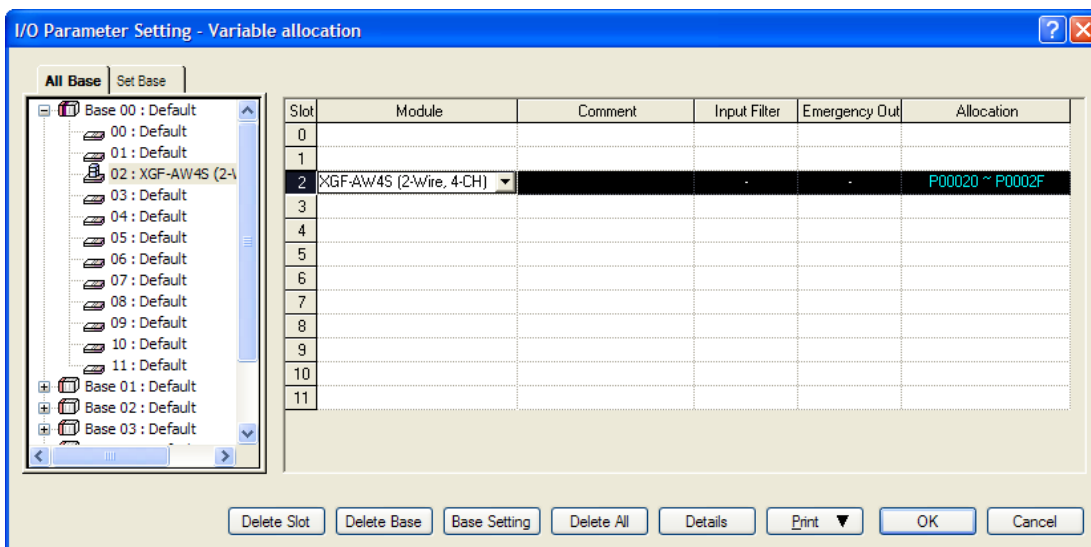 I/O Parameter Setting - Variable allocation
All Base
Set Base
Base 00 : Default
00 : Default
01 : Default
02 : XGF-AW4S (2-
03 : Default
04 : Default
05 : Default
06 : Default
07 : Default
08 : Default
09 : Default
10 : Default
11 : Default
Base 01 : Default
Base 02 : Default
Base 03 : Default
Slot Module Comment Input Filter Emergency Out Allocation
0
1
2 XGF-AW4S (2-Wire, 4-CH) - - P00020 ~ P0002F
3
4
5
6
7
8
9
10
11
Delete Slot Delete Base Base Setting Delete All Details Print ▼ OK Cancel